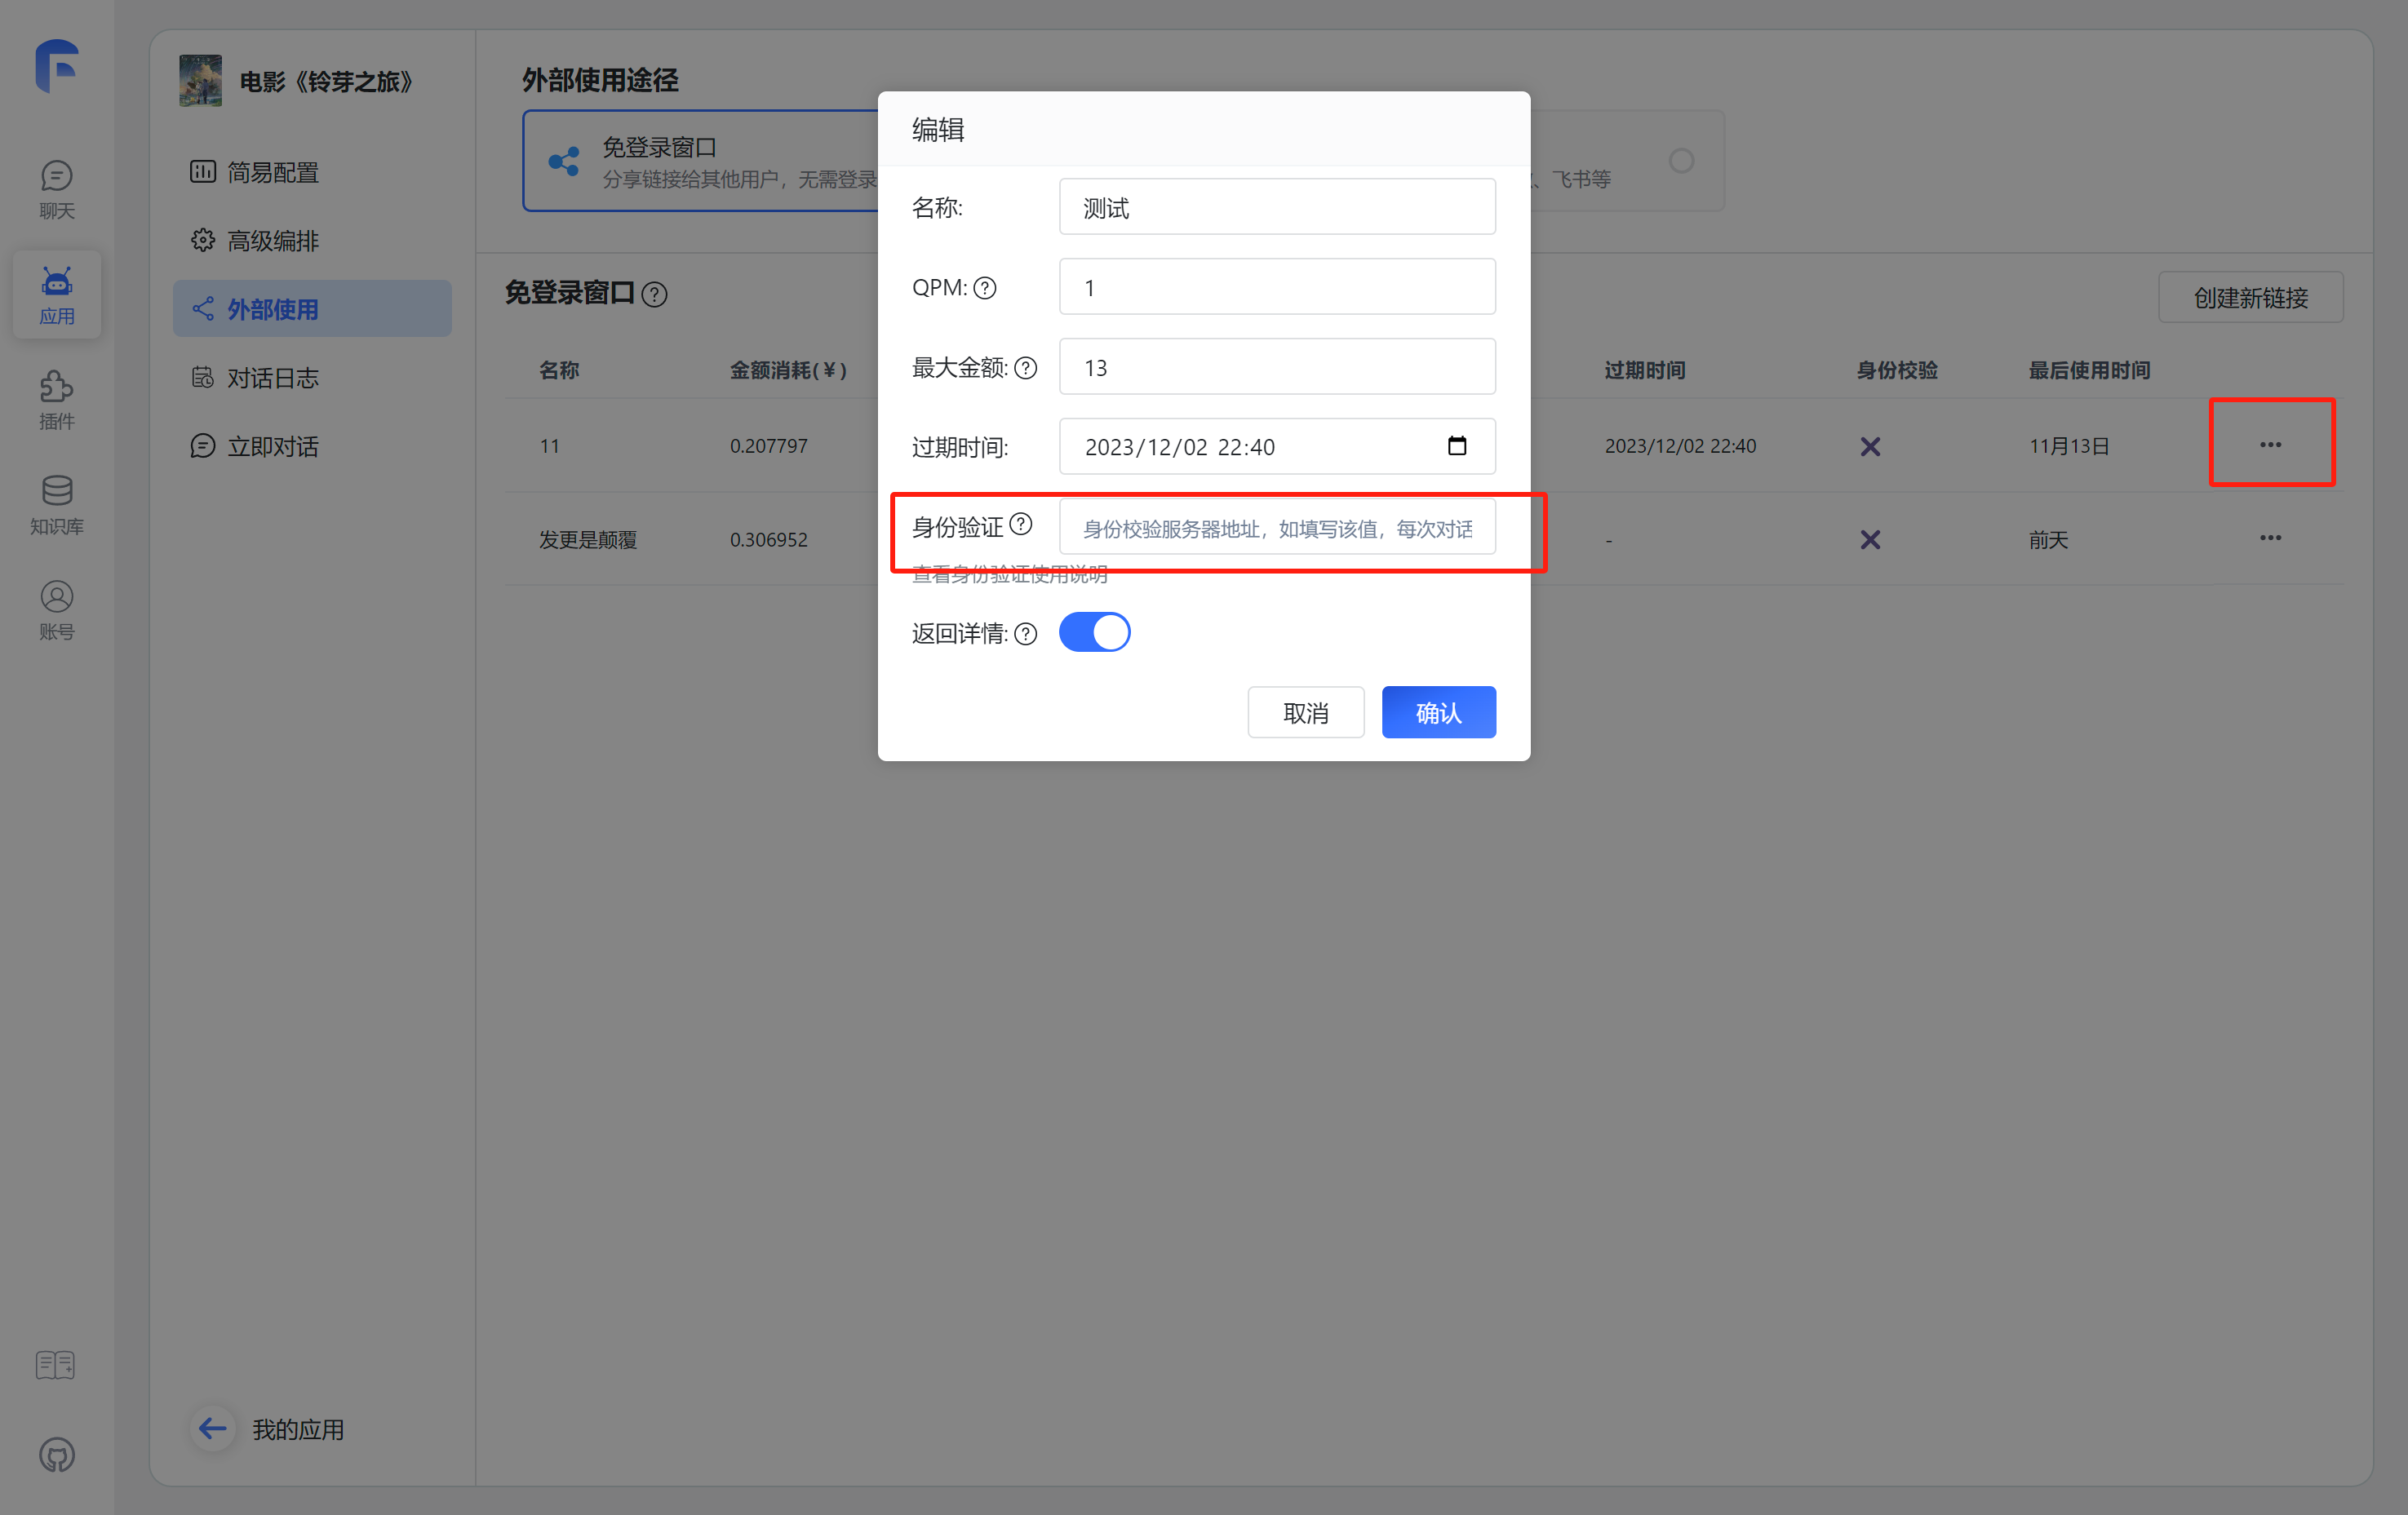 电影《铃芽之旅》
聊天
应用
插件
知识库
账号
简易配置
高级编排
外部使用
对话日志
立即对话
我的应用
外部使用途径
免登录窗口
分享链接给其他用户，无需登录
、飞书等
免登录窗口
创建新链接
名称 金额消耗(¥) 过期时间 身份校验 最后使用时间
11 0.207797 2023/12/02 22:40 11月13日
发更是颠覆 0.306952 - 前天
编辑
名称: 测试
QPM: 1
最大金额: 13
过期时间: 2023/12/02 22:40
身份验证 身份校验服务器地址，如填写该值，每次对话
查看身份验证使用说明
返回详情:
取消 确认